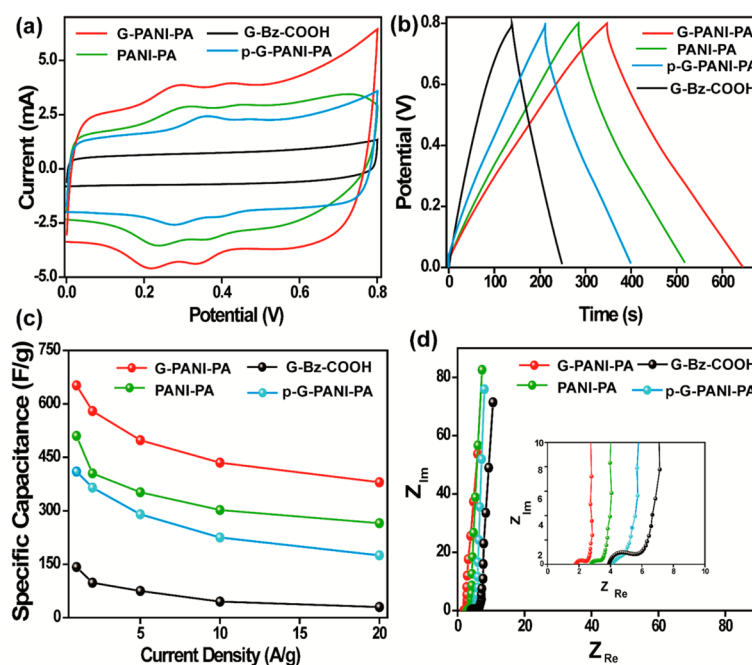 (a)
G-PANI-PA
G-Bz-COOH
PANI-PA
p-G-PANI-PA
Current (mA)
5.0
2.5
0.0
-2.5
-5.0
0.0
0.2
0.4
0.6
0.8
Potential (V)
(b)
G-PANI-PA
PANI-PA
p-G-PANI-PA
G-Bz-COOH
Potential (V)
0.8
0.6
0.4
0.2
0.0
0
100
200
300
400
500
600
Time (s)
(c)
G-PANI-PA
G-Bz-COOH
PANI-PA
p-G-PANI-PA
Specific Capacitance (F/g)
750
600
450
300
150
0
5
10
15
20
Current Density (A/g)
(d)
G-PANI-PA
G-Bz-COOH
PANI-PA
p-G-PANI-PA
Z Im
80
60
40
20
0
0
20
40
60
80
Z Re
Z Im
10
8
6
4
2
0
2
4
6
8
10
Z Re